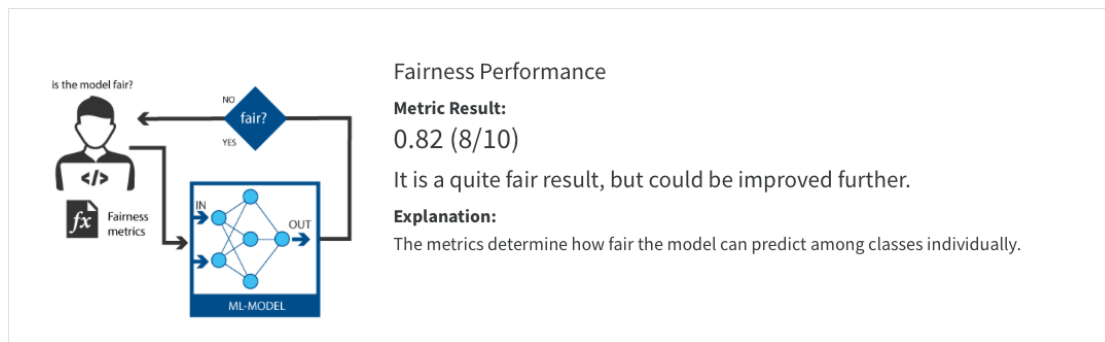 is the model fair?
NO
fair?
YES
</>
fx
Fairness
metrics
IN
OUT
ML-MODEL
Fairness Performance
Metric Result:
0.82 (8/10)
It is a quite fair result, but could be improved further.
Explanation:
The metrics determine how fair the model can predict among classes individually.